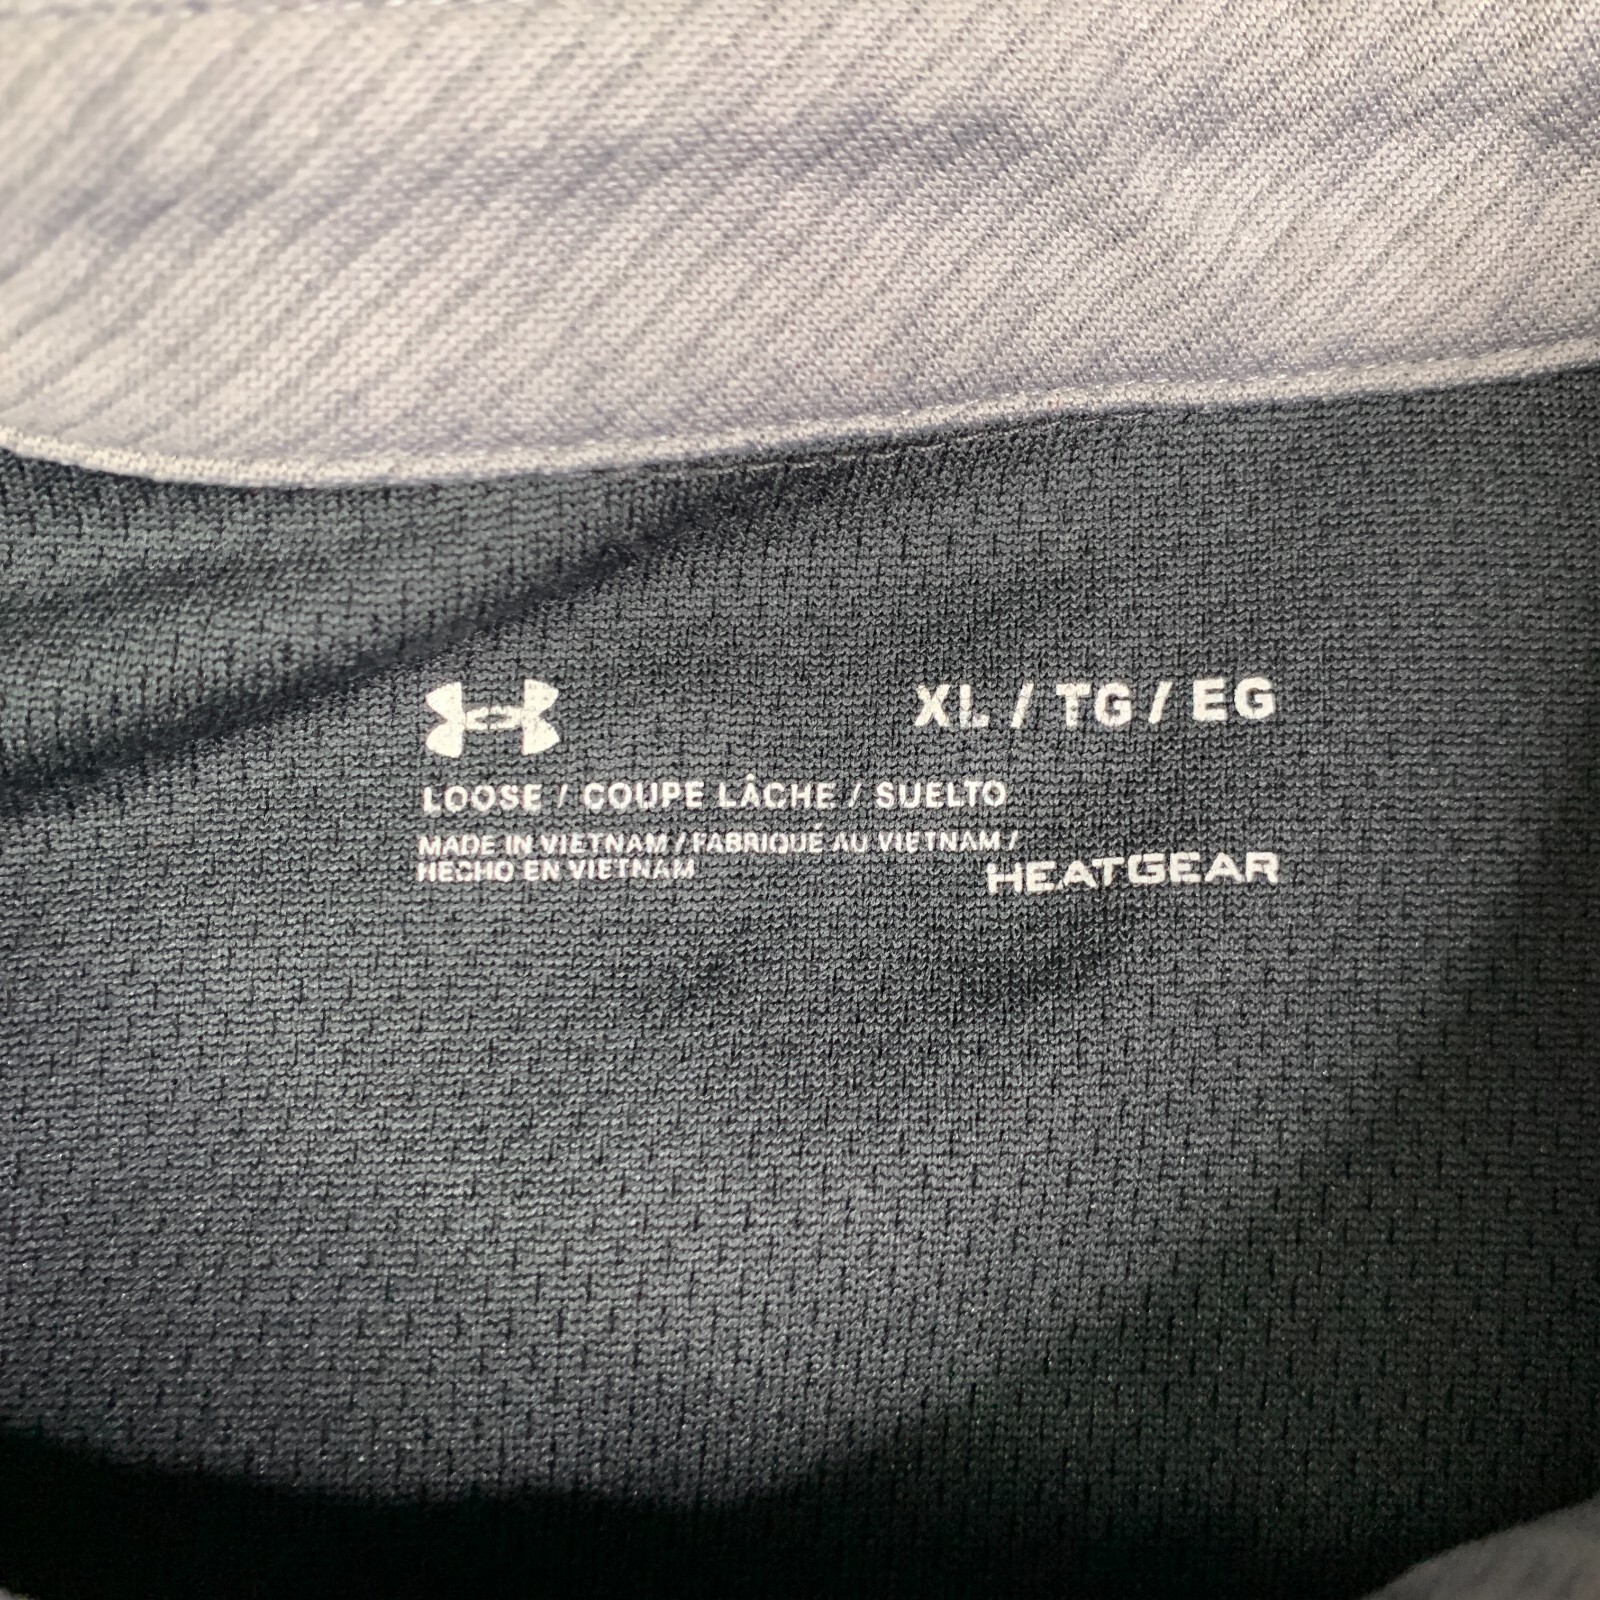 XL / TG / EG
LOOSE / COUPE LÂCHE / SUELTO
MADE IN VIETNAM / FABRIQUÉ AU VIETNAM /
HECHO EN VIETNAM
HEATGEAR